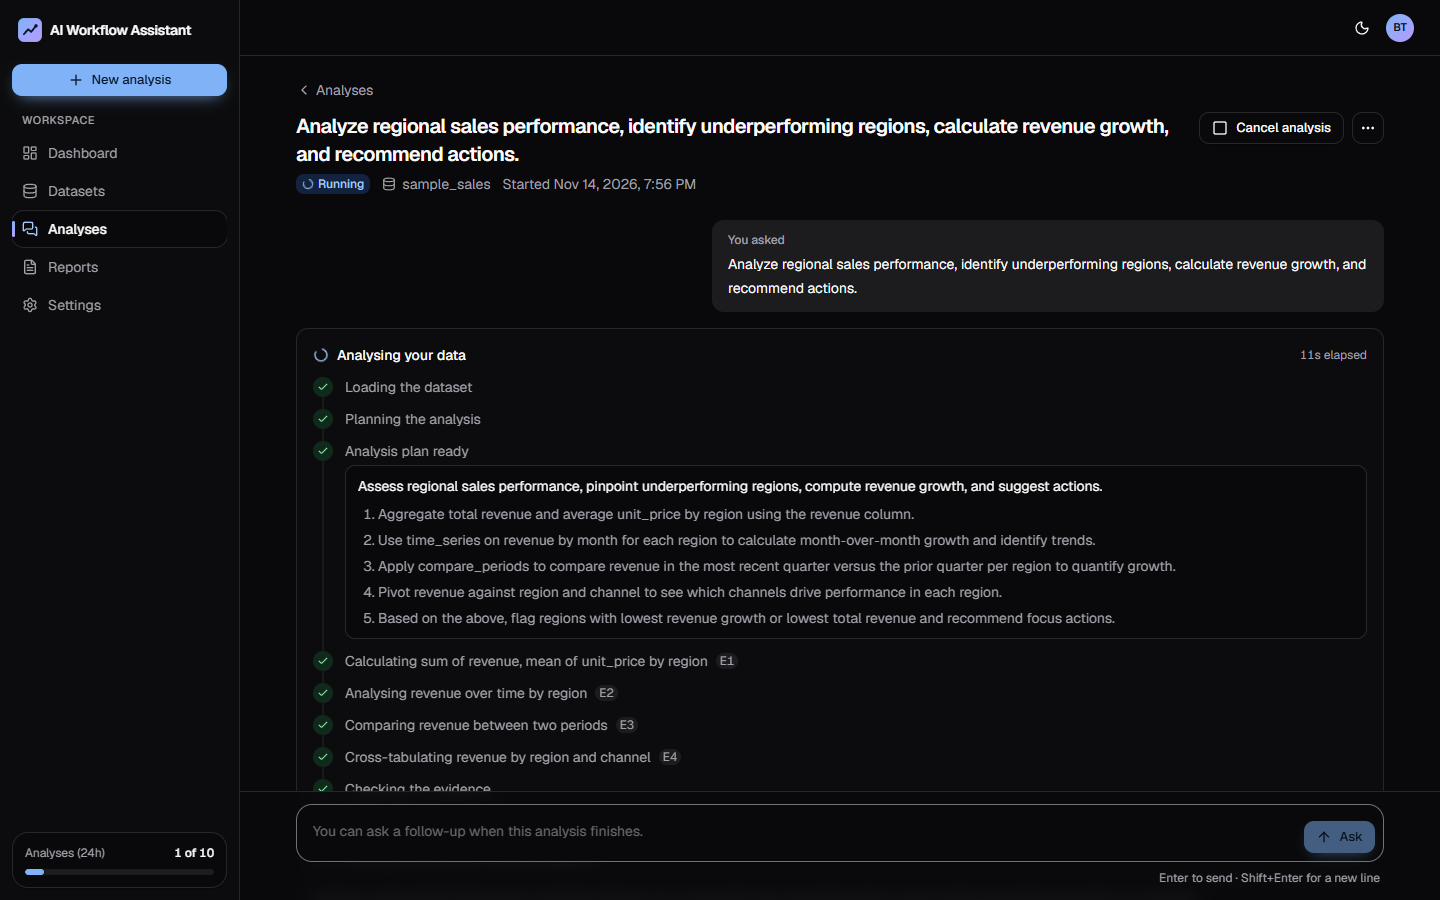 AI Workflow Assistant
BT
New analysis
WORKSPACE
Dashboard
Datasets
Analyses
Reports
Settings
Analyses (24h)
1 of 10
Analyses
Analyze regional sales performance, identify underperforming regions, calculate revenue growth,
and recommend actions.
Cancel analysis
Running
sample_sales
Started Nov 14, 2026, 7:56 PM
You asked
Analyze regional sales performance, identify underperforming regions, calculate revenue growth, and
recommend actions.
Analysing your data
11s elapsed
Loading the dataset
Planning the analysis
Analysis plan ready
Assess regional sales performance, pinpoint underperforming regions, compute revenue growth, and suggest actions.
1. Aggregate total revenue and average unit_price by region using the revenue column.
2. Use time_series on revenue by month for each region to calculate month-over-month growth and identify trends.
3. Apply compare_periods to compare revenue in the most recent quarter versus the prior quarter per region to quantify growth.
4. Pivot revenue against region and channel to see which channels drive performance in each region.
5. Based on the above, flag regions with lowest revenue growth or lowest total revenue and recommend focus actions.
Calculating sum of revenue, mean of unit_price by region E1
Analysing revenue over time by region E2
Comparing revenue between two periods E3
Cross-tabulating revenue by region and channel E4
Checking the evidence
You can ask a follow-up when this analysis finishes.
Ask
Enter to send · Shift+Enter for a new line